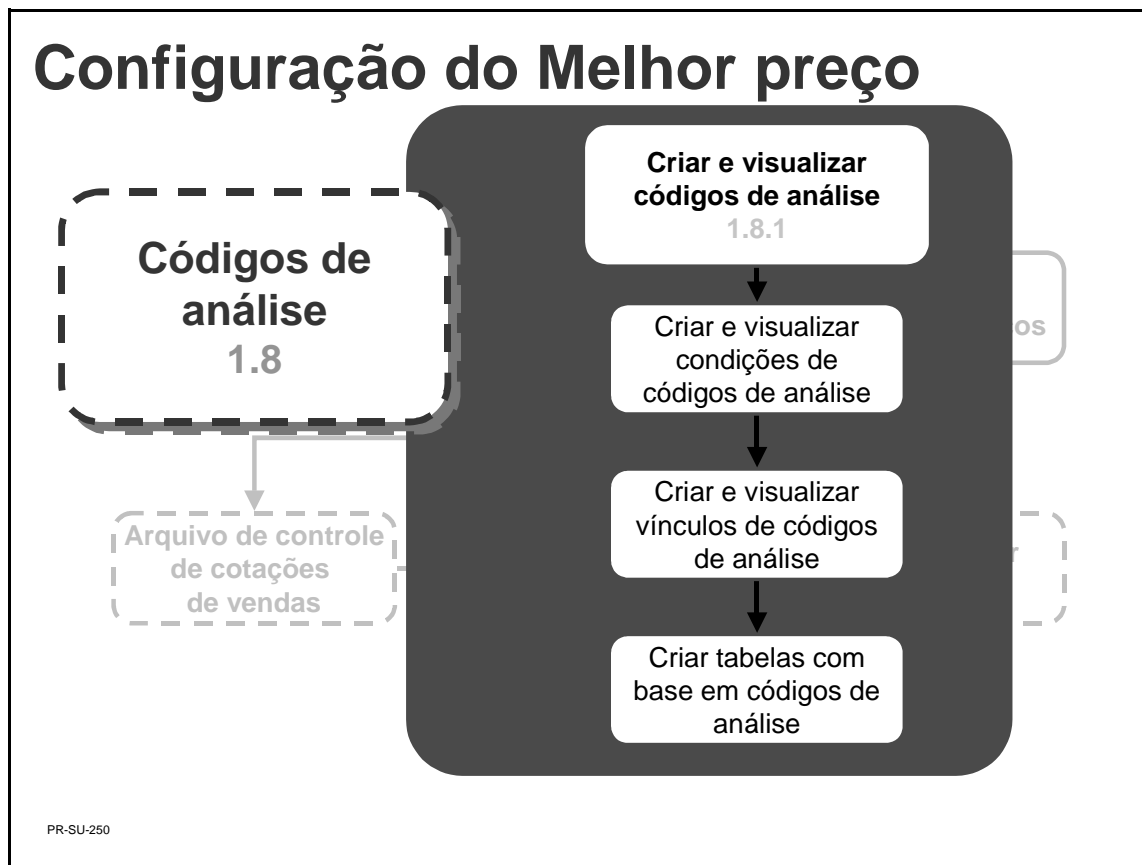 Configuração do Melhor preço
Criar e visualizar
códigos de análise
1.8.1
Códigos de
análise
1.8
Criar e visualizar
condições de
códigos de análise
os
Criar e visualizar
vínculos de códigos
de análise
Arquivo de controle
de cotações
de vendas
r
Criar tabelas com
base em códigos de
análise
PR-SU-250